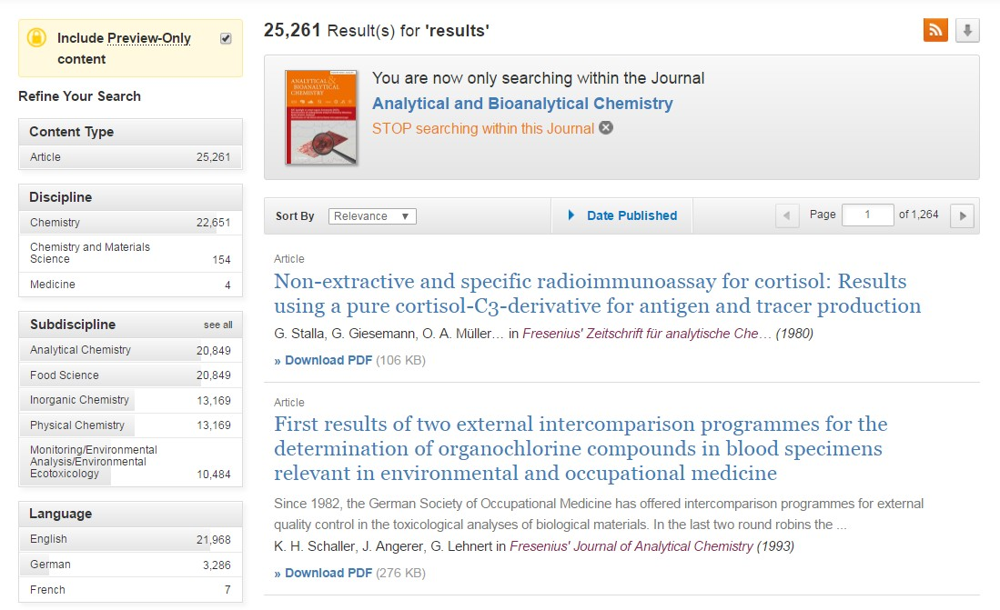 Include Preview-Only
content
Refine Your Search
Content Type
Article 25,261
Discipline
Chemistry 22,651
Chemistry and Materials
Science 154
Medicine 4
Subdiscipline see all
Analytical Chemistry 20,849
Food Science 20,849
Inorganic Chemistry 13,169
Physical Chemistry 13,169
Monitoring/Environmental
Analysis/Environmental
Ecotoxicology 10,484
Language
English 21,968
German 3,286
French 7
25,261 Result(s) for 'results'
ANALYTICAL &
BIOANALYTICAL
CHEMISTRY
You are now only searching within the Journal
Analytical and Bioanalytical Chemistry
STOP searching within this Journal
Sort By Relevance Date Published Page 1 of 1,264
Article
Non-extractive and specific radioimmunoassay for cortisol: Results
using a pure cortisol-C3-derivative for antigen and tracer production
G. Stalla, G. Giesemann, O. A. Müller… in Fresenius' Zeitschrift für analytische Che… (1980)
» Download PDF (106 KB)
Article
First results of two external intercomparison programmes for the
determination of organochlorine compounds in blood specimens
relevant in environmental and occupational medicine
Since 1982, the German Society of Occupational Medicine has offered intercomparison programmes for external
quality control in the toxicological analyses of biological materials. In the last two round robins the ...
K. H. Schaller, J. Angerer, G. Lehnert in Fresenius' Journal of Analytical Chemistry (1993)
» Download PDF (276 KB)